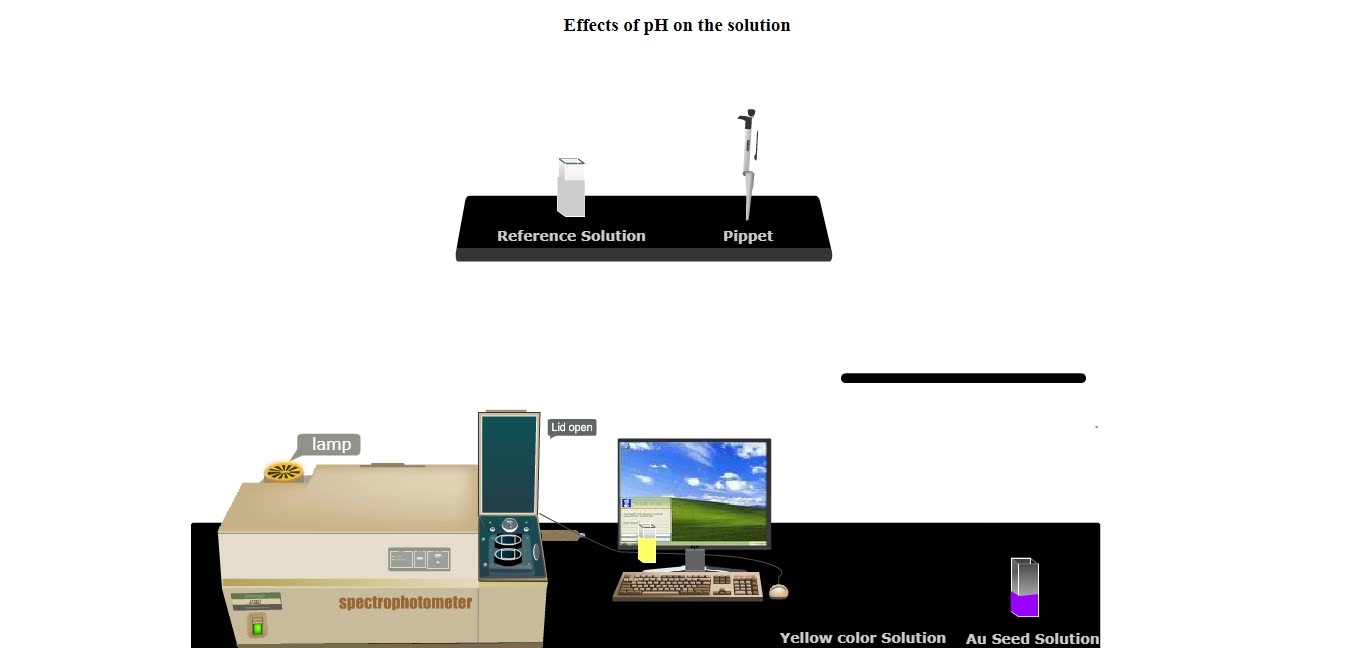 Effects of pH on the solution
Reference Solution
Pippet
lamp
Lid open
spectrophotometer
Yellow color Solution
Au Seed Solution